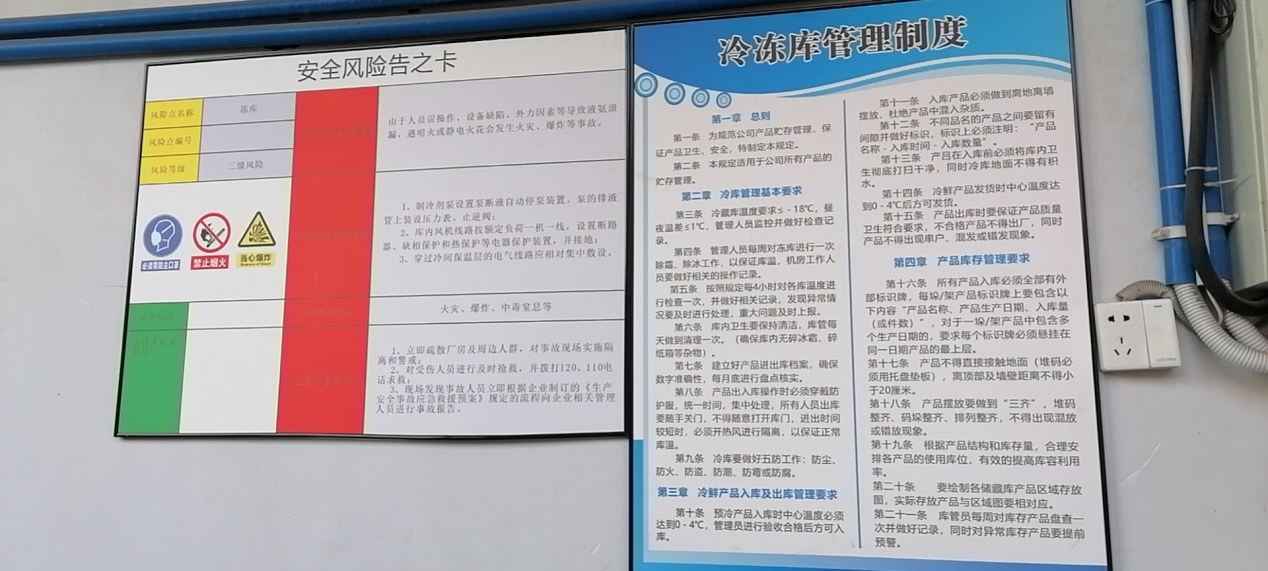 安全风险告之卡
风险点名称
冻库
由于人员误操作、设备缺陷、外力因素等导致液氨泄
漏，遇明火或静电火花会发生火灾、爆炸等事故。
风险点编号
风险等级
三级风险
1、制冷剂泵设置泵断液自动停泵装置，泵的排液
管上装设压力表、止逆阀；
2、库内风机线路按额定负荷一机一线，设置断路
器、缺相保护和热保护等电器保护装置，并接地；
3、穿过冷间保温层的电气线路应相对集中敷设。
禁止烟火
当心爆炸
火灾、爆炸、中毒窒息等
1、立即疏散厂房及周边人群，对事故现场实施隔
离和警戒；
2、对受伤人员进行及时抢救，并拨打120、110电
话求救；
3、现场发现事故人员立即根据企业制订的《生产
安全事故应急救援预案》规定的流程向企业相关管理
人员进行事故报告。
冷冻库管理制度
第一章 总则
第一条 为规范公司产品贮存管理，保
证产品卫生、安全，特制定本规定。
第二条 本规定适用于公司所有产品的
贮存管理。
第二章 冷库管理基本要求
第三条 冷藏库温度要求≤-18℃，昼
夜温差≤1℃，管理人员监控并做好检查记
录。
第四条 管理人员每周对冻库进行一次
除霜、除冰工作，以保证库温，机房工作人
员要做好相关的操作记录。
第五条 按照规定每4小时对各库温度进
行检查一次，并做好相关记录，发现异常情
况要及时进行处理，重大问题及时上报。
第六条 库内卫生要保持清洁，库管每
天做到清理一次。（确保库内无碎冰霜、碎
纸箱等杂物）。
第七条 建立好产品进出库档案，确保
数字准确性，每月底进行盘点核实。
第八条 产品出入库操作时必须穿戴防
护服，统一时间，集中处理，所有人员出库
要随手关门，不得随意打开库门，进出时间
较短时，必须开热风进行隔离，以保证正常
库温。
第九条 冷库要做好五防工作：防尘、
防火、防盗、防潮、防霉或防腐。
第三章 冷鲜产品入库及出库管理要求
第十条 预冷产品入库时中心温度必须
达到0-4℃，管理员进行验收合格后方可入
库。
第十一条 入库产品必须做到离地离墙
摆放，杜绝产品中混入杂质。
第十二条 不同品名的产品之间要留有
间隙并做好标识，标识上必须注明：“产品
名称-入库时间-入库数量”。
第十三条 产吕在入库前必须将库内卫
生彻底打扫干净，同时冷库地面不得有积
水。
第十四条 冷鲜产品发货时中心温度达
到0-4℃后方可发货。
第十五条 产品出库时要保证产品质量
卫生符合要求，不合格产品不得出厂，同时
产品不得出现串户、混发或错发现象。
第四章 产品库存管理要求
第十六条 所有产品入库必须全部有外
部标识牌，每垛/架产品标识牌上要包含以
下内容“产品名称、产品生产日期、入库量
（或件数）”，对于一垛/架产品中包含多
个生产日期的，要求每个标识牌必须悬挂在
同一日期产品的最上层。
第十七条 产品不得直接接触地面（堆码必
须用托盘垫板），离顶部及墙壁距离不得小
于20厘米。
第十八条 产品摆放要做到“三齐”，堆码
整齐、码垛整齐、排列整齐，不得出现混放
或错放现象。
第十九条 根据产品结构和库存量，合理安
排各产品的使用库位，有效的提高库容利用
率。
第二十条 要绘制各储藏库产品区域存放
图，实际存放产品与区域图要相对应。
第二十一条 库管员每周对库存产品盘查一
次并做好记录，同时对异常库存产品要提前
预警。